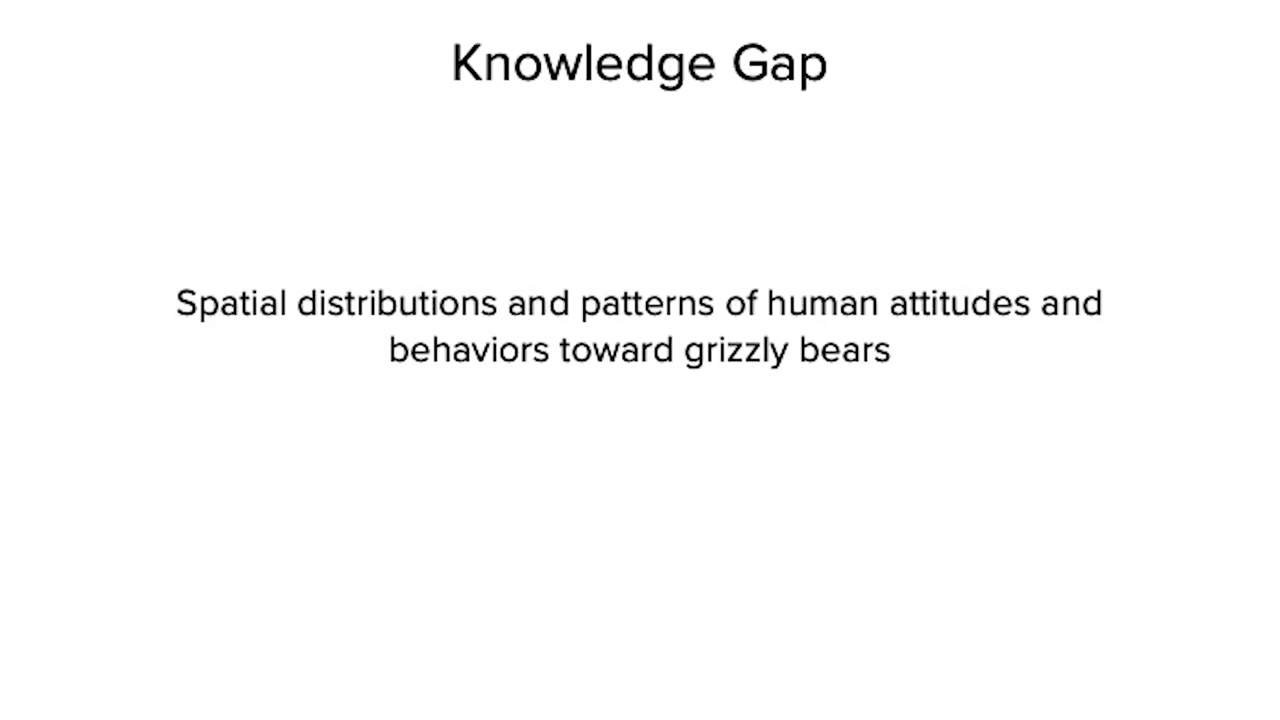 Knowledge Gap
Spatial distributions and patterns of human attitudes and
behaviors toward grizzly bears